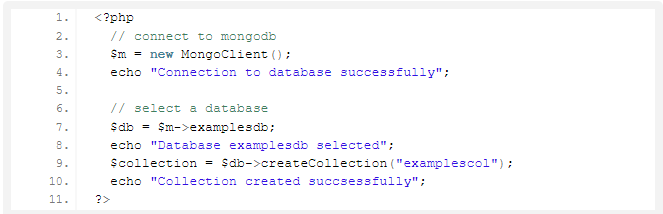 1. <?php
2. // connect to mongodb
3. $m = new MongoClient();
4. echo "Connection to database successfully";
5.
6. // select a database
7. $db = $m->examplesdb;
8. echo "Database examplesdb selected";
9. $collection = $db->createCollection("examplescol");
10. echo "Collection created succsessfully";
11. ?>